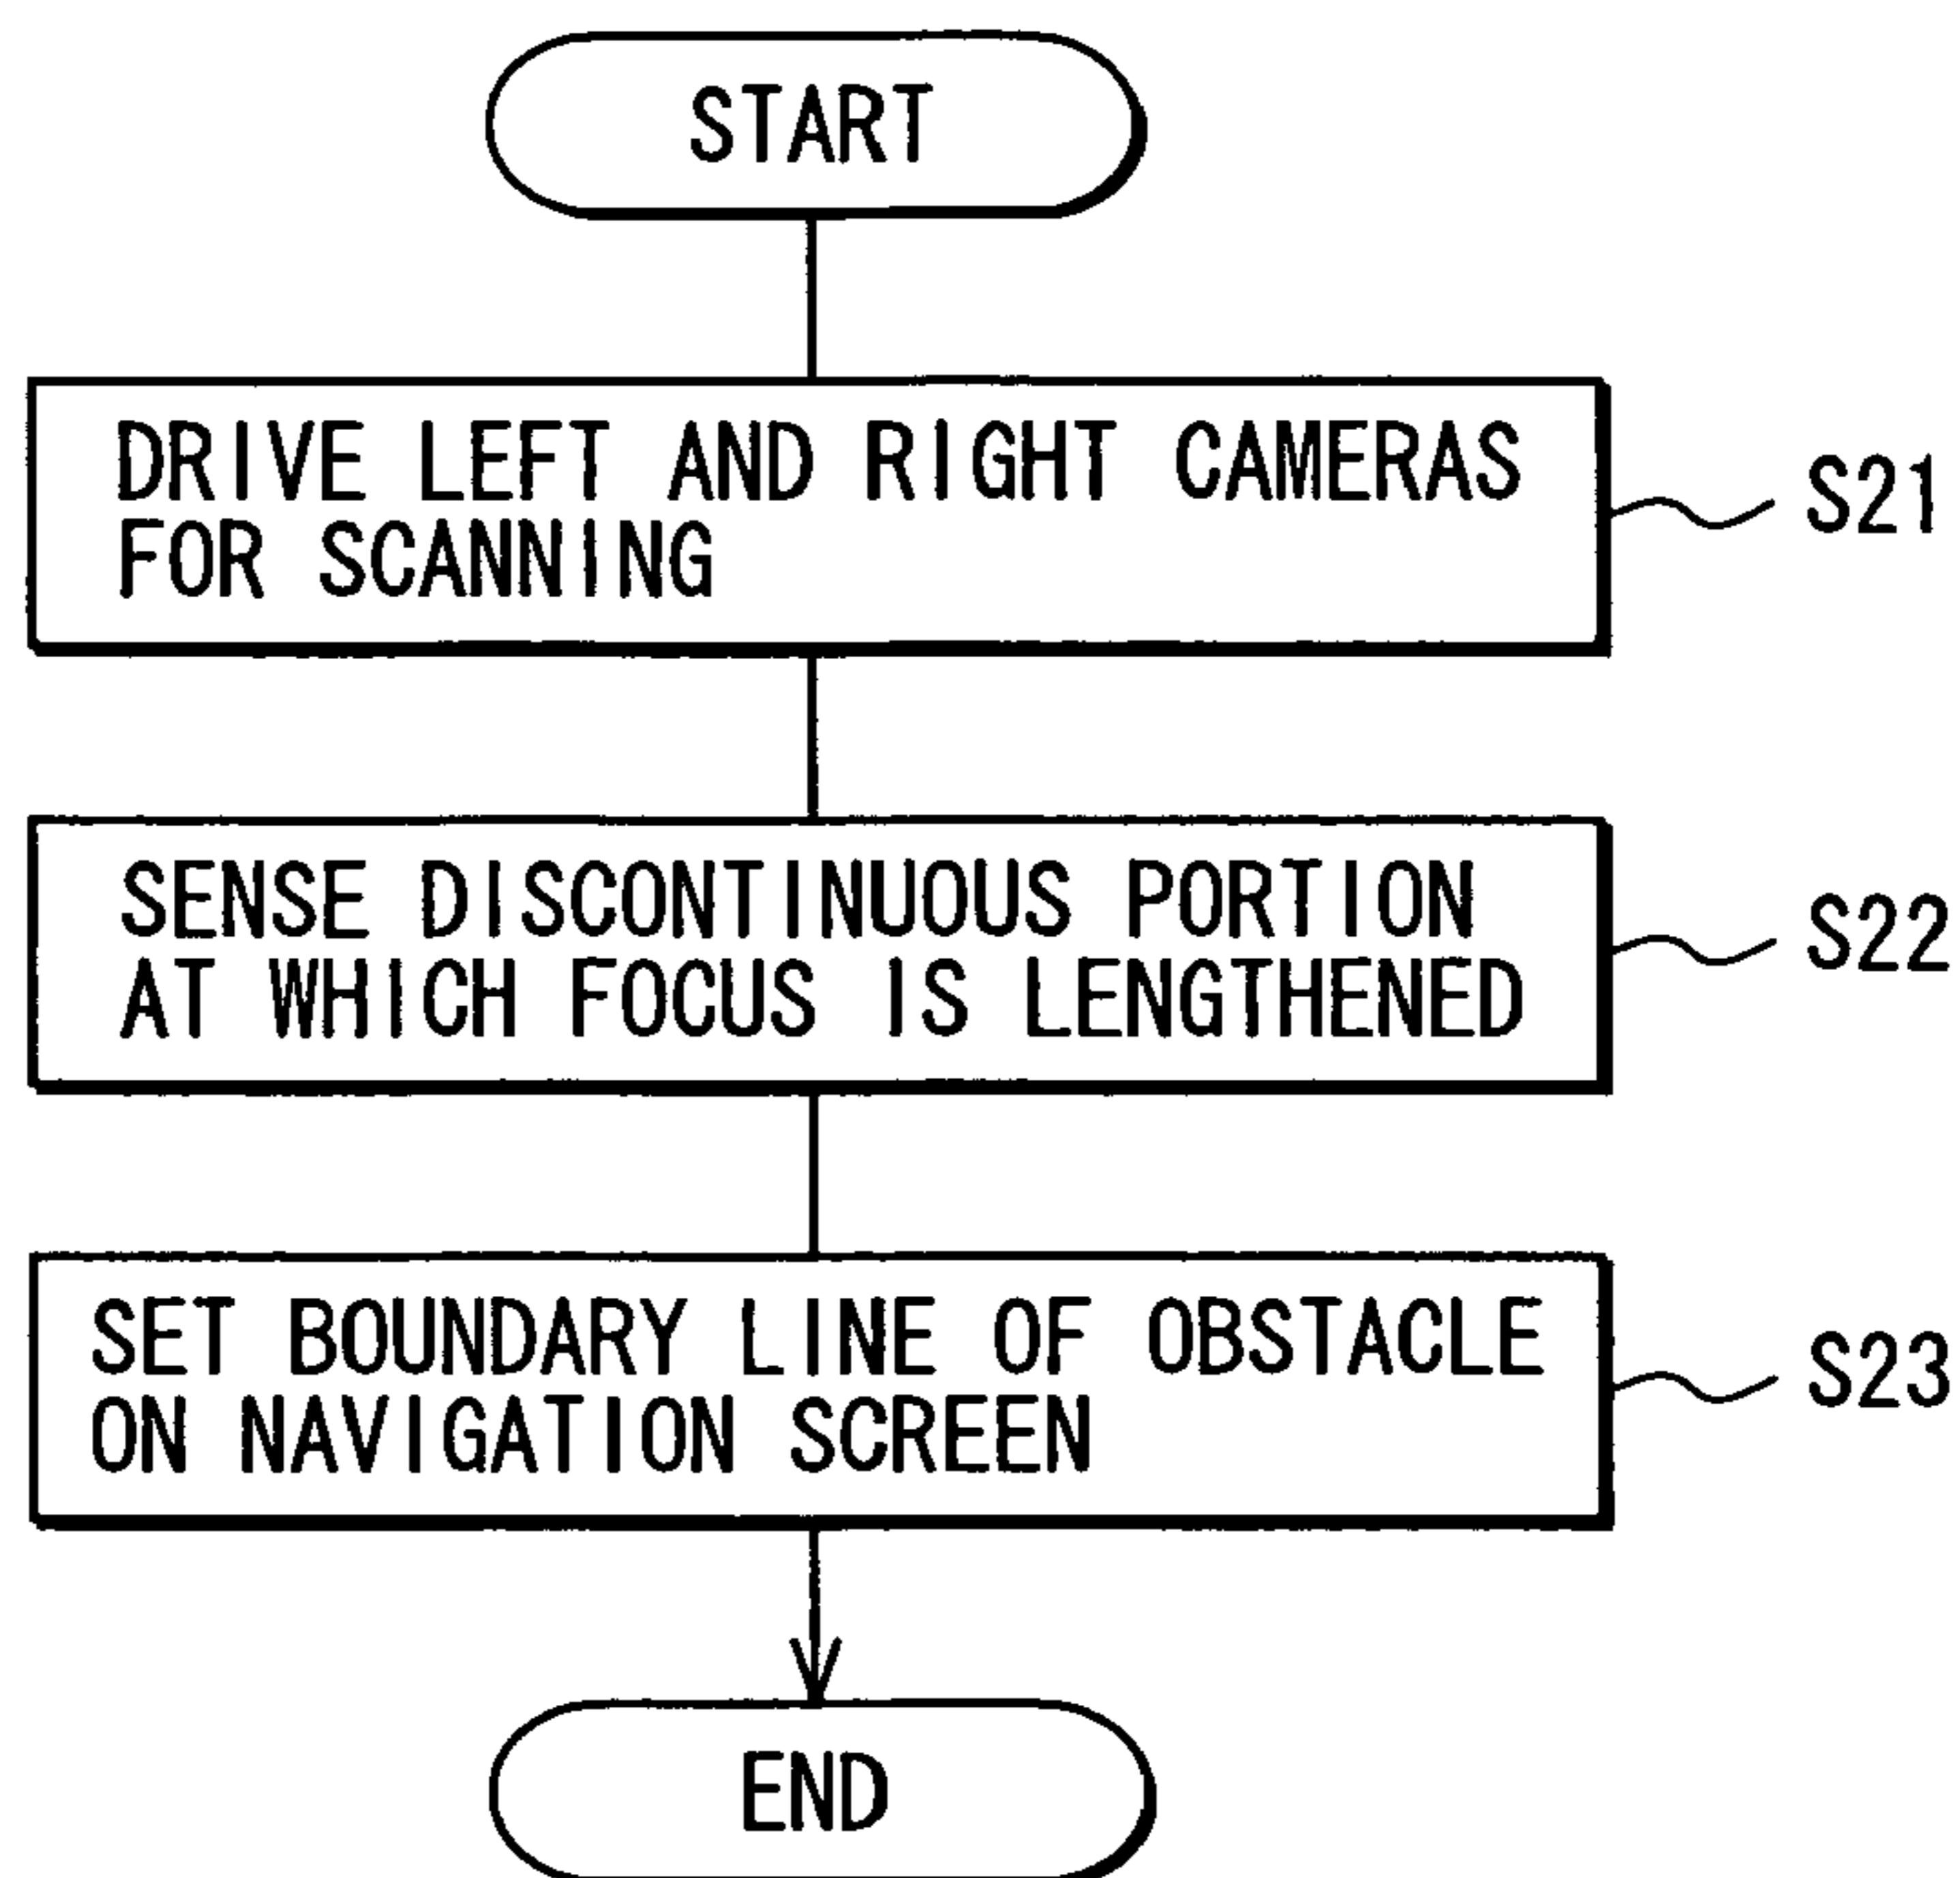 START
DRIVE LEFT AND RIGHT CAMERAS
FOR SCANNING
S21
SENSE DISCONTINUOUS PORTION
AT WHICH FOCUS IS LENGTHENED
S22
SET BOUNDARY LINE OF OBSTACLE
ON NAVIGATION SCREEN
S23
END